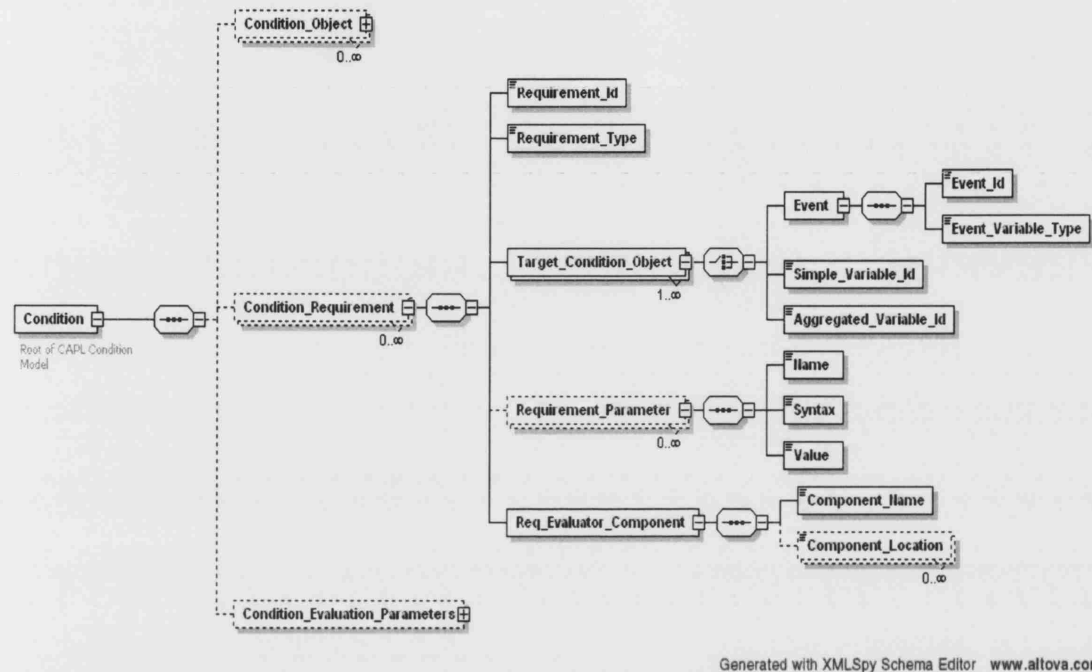 Condition_Object
0..∞
Requirement_Id
Requirement_Type
Event
Event_Id
Event_Variable_Type
Target_Condition_Object
1..∞
Simple_Variable_Id
Aggregated_Variable_Id
Condition
Root of CAPL Condition
Model
Condition_Requirement
0..∞
Requirement_Parameter
0..∞
Name
Syntax
Value
Req_Evaluator_Component
Component_Name
Component_Location
0..∞
Condition_Evaluation_Parameters
Generated with XMLSpy Schema Editor www.altova.co